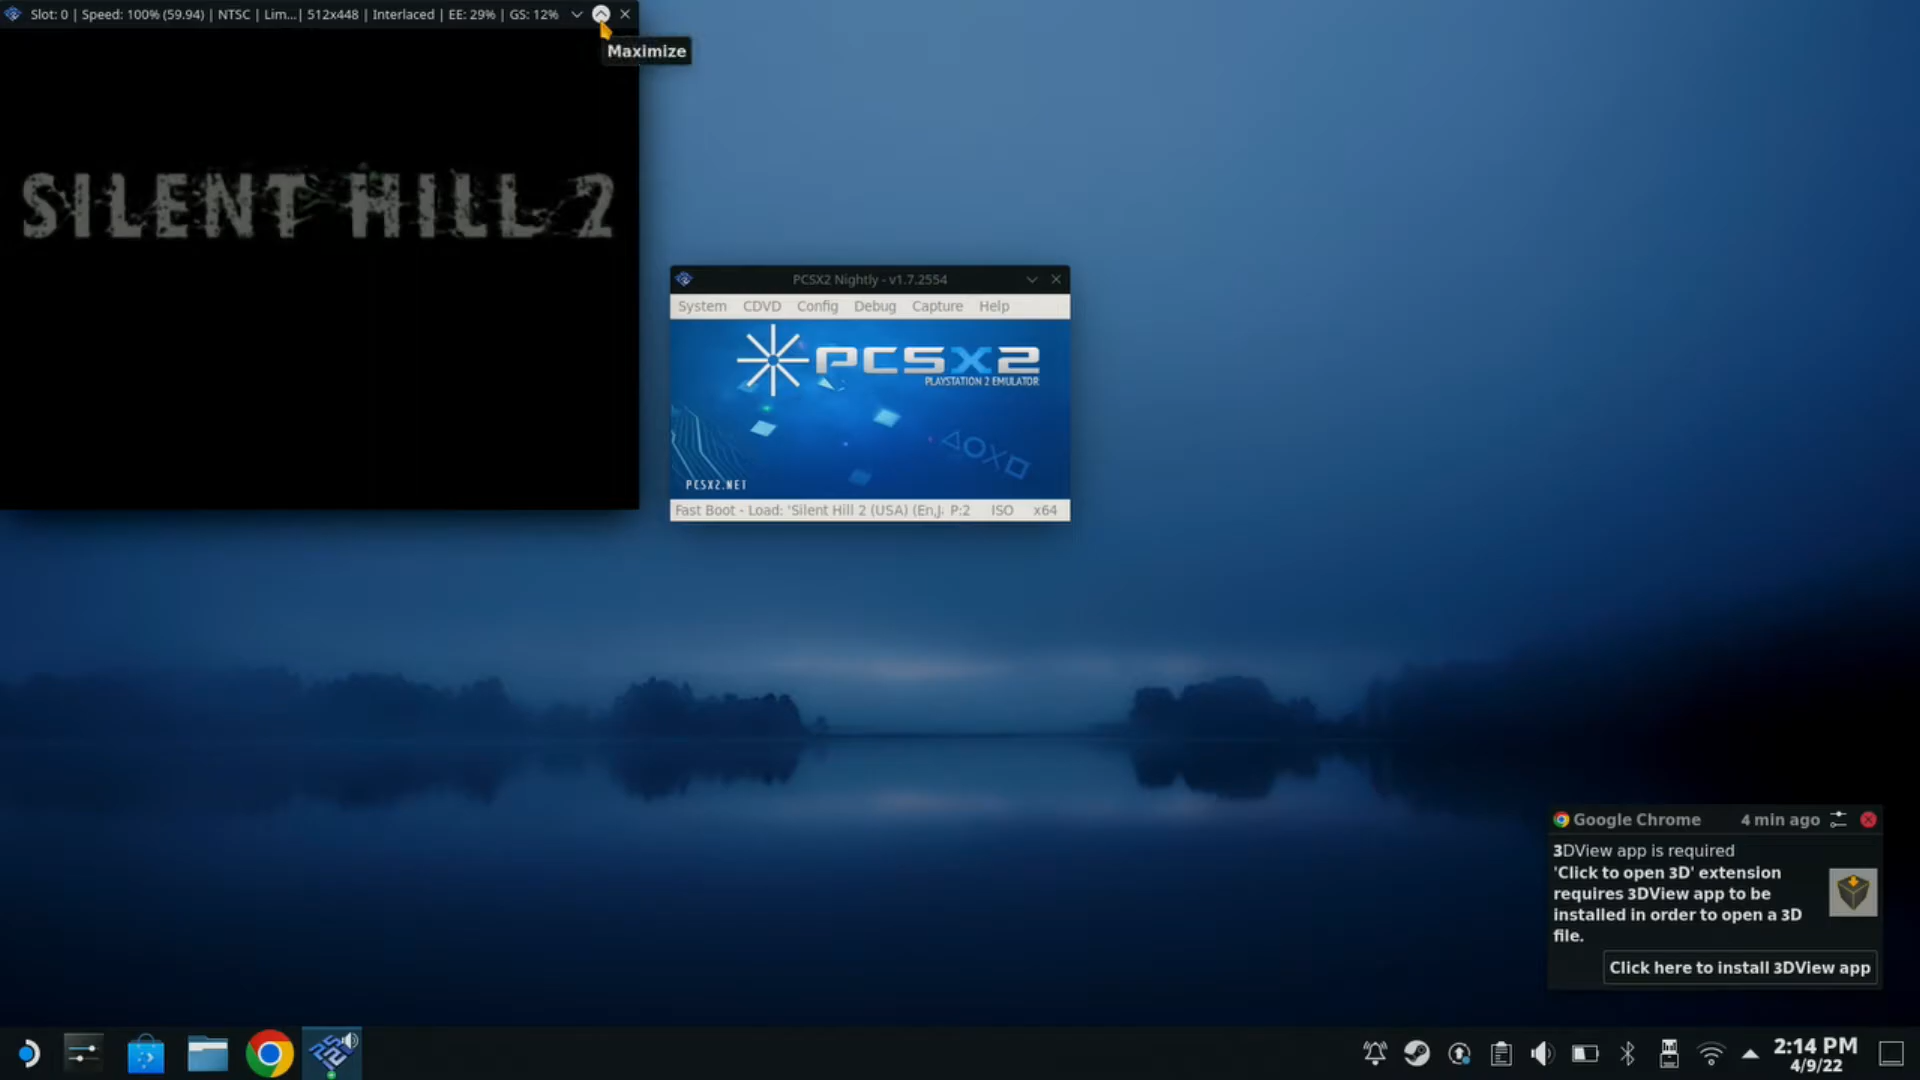 Slot: 0 | Speed: 100% (59.94) | NTSC | Lim...| 512x448 | Interlaced | EE: 29% | GS: 12%
Maximize
SILENT HILL 2
PCSX2 Nightly - v1.7.2554
System CDVD Config Debug Capture Help
PCSX2
PLAYSTATION 2 EMULATOR
PCSX2.NET
Fast Boot - Load: 'Silent Hill 2 (USA) (En,J. P:2 ISO x64
Google Chrome 4 min ago
3DView app is required
'Click to open 3D' extension
requires 3DView app to be
installed in order to open a 3D
file.
Click here to install 3DView app
2:14 PM
4/9/22